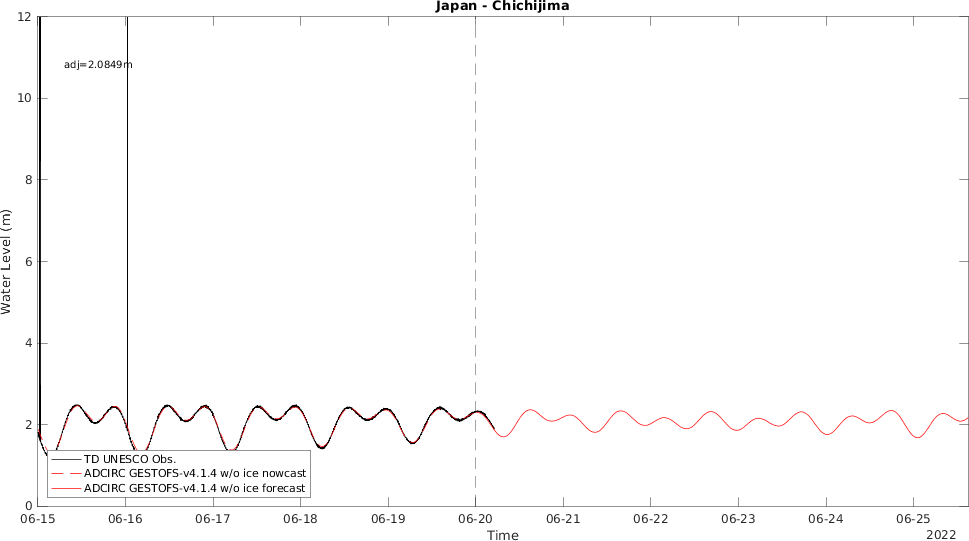 Japan - Chichijima
12
adj=2.0849m
10
8
6
4
2
0
Water Level (m)
TD UNESCO Obs.
ADCIRC GESTOFS-v4.1.4 w/o ice nowcast
ADCIRC GESTOFS-v4.1.4 w/o ice forecast
06-15 06-16 06-17 06-18 06-19 06-20 06-21 06-22 06-23 06-24 06-25
Time
2022